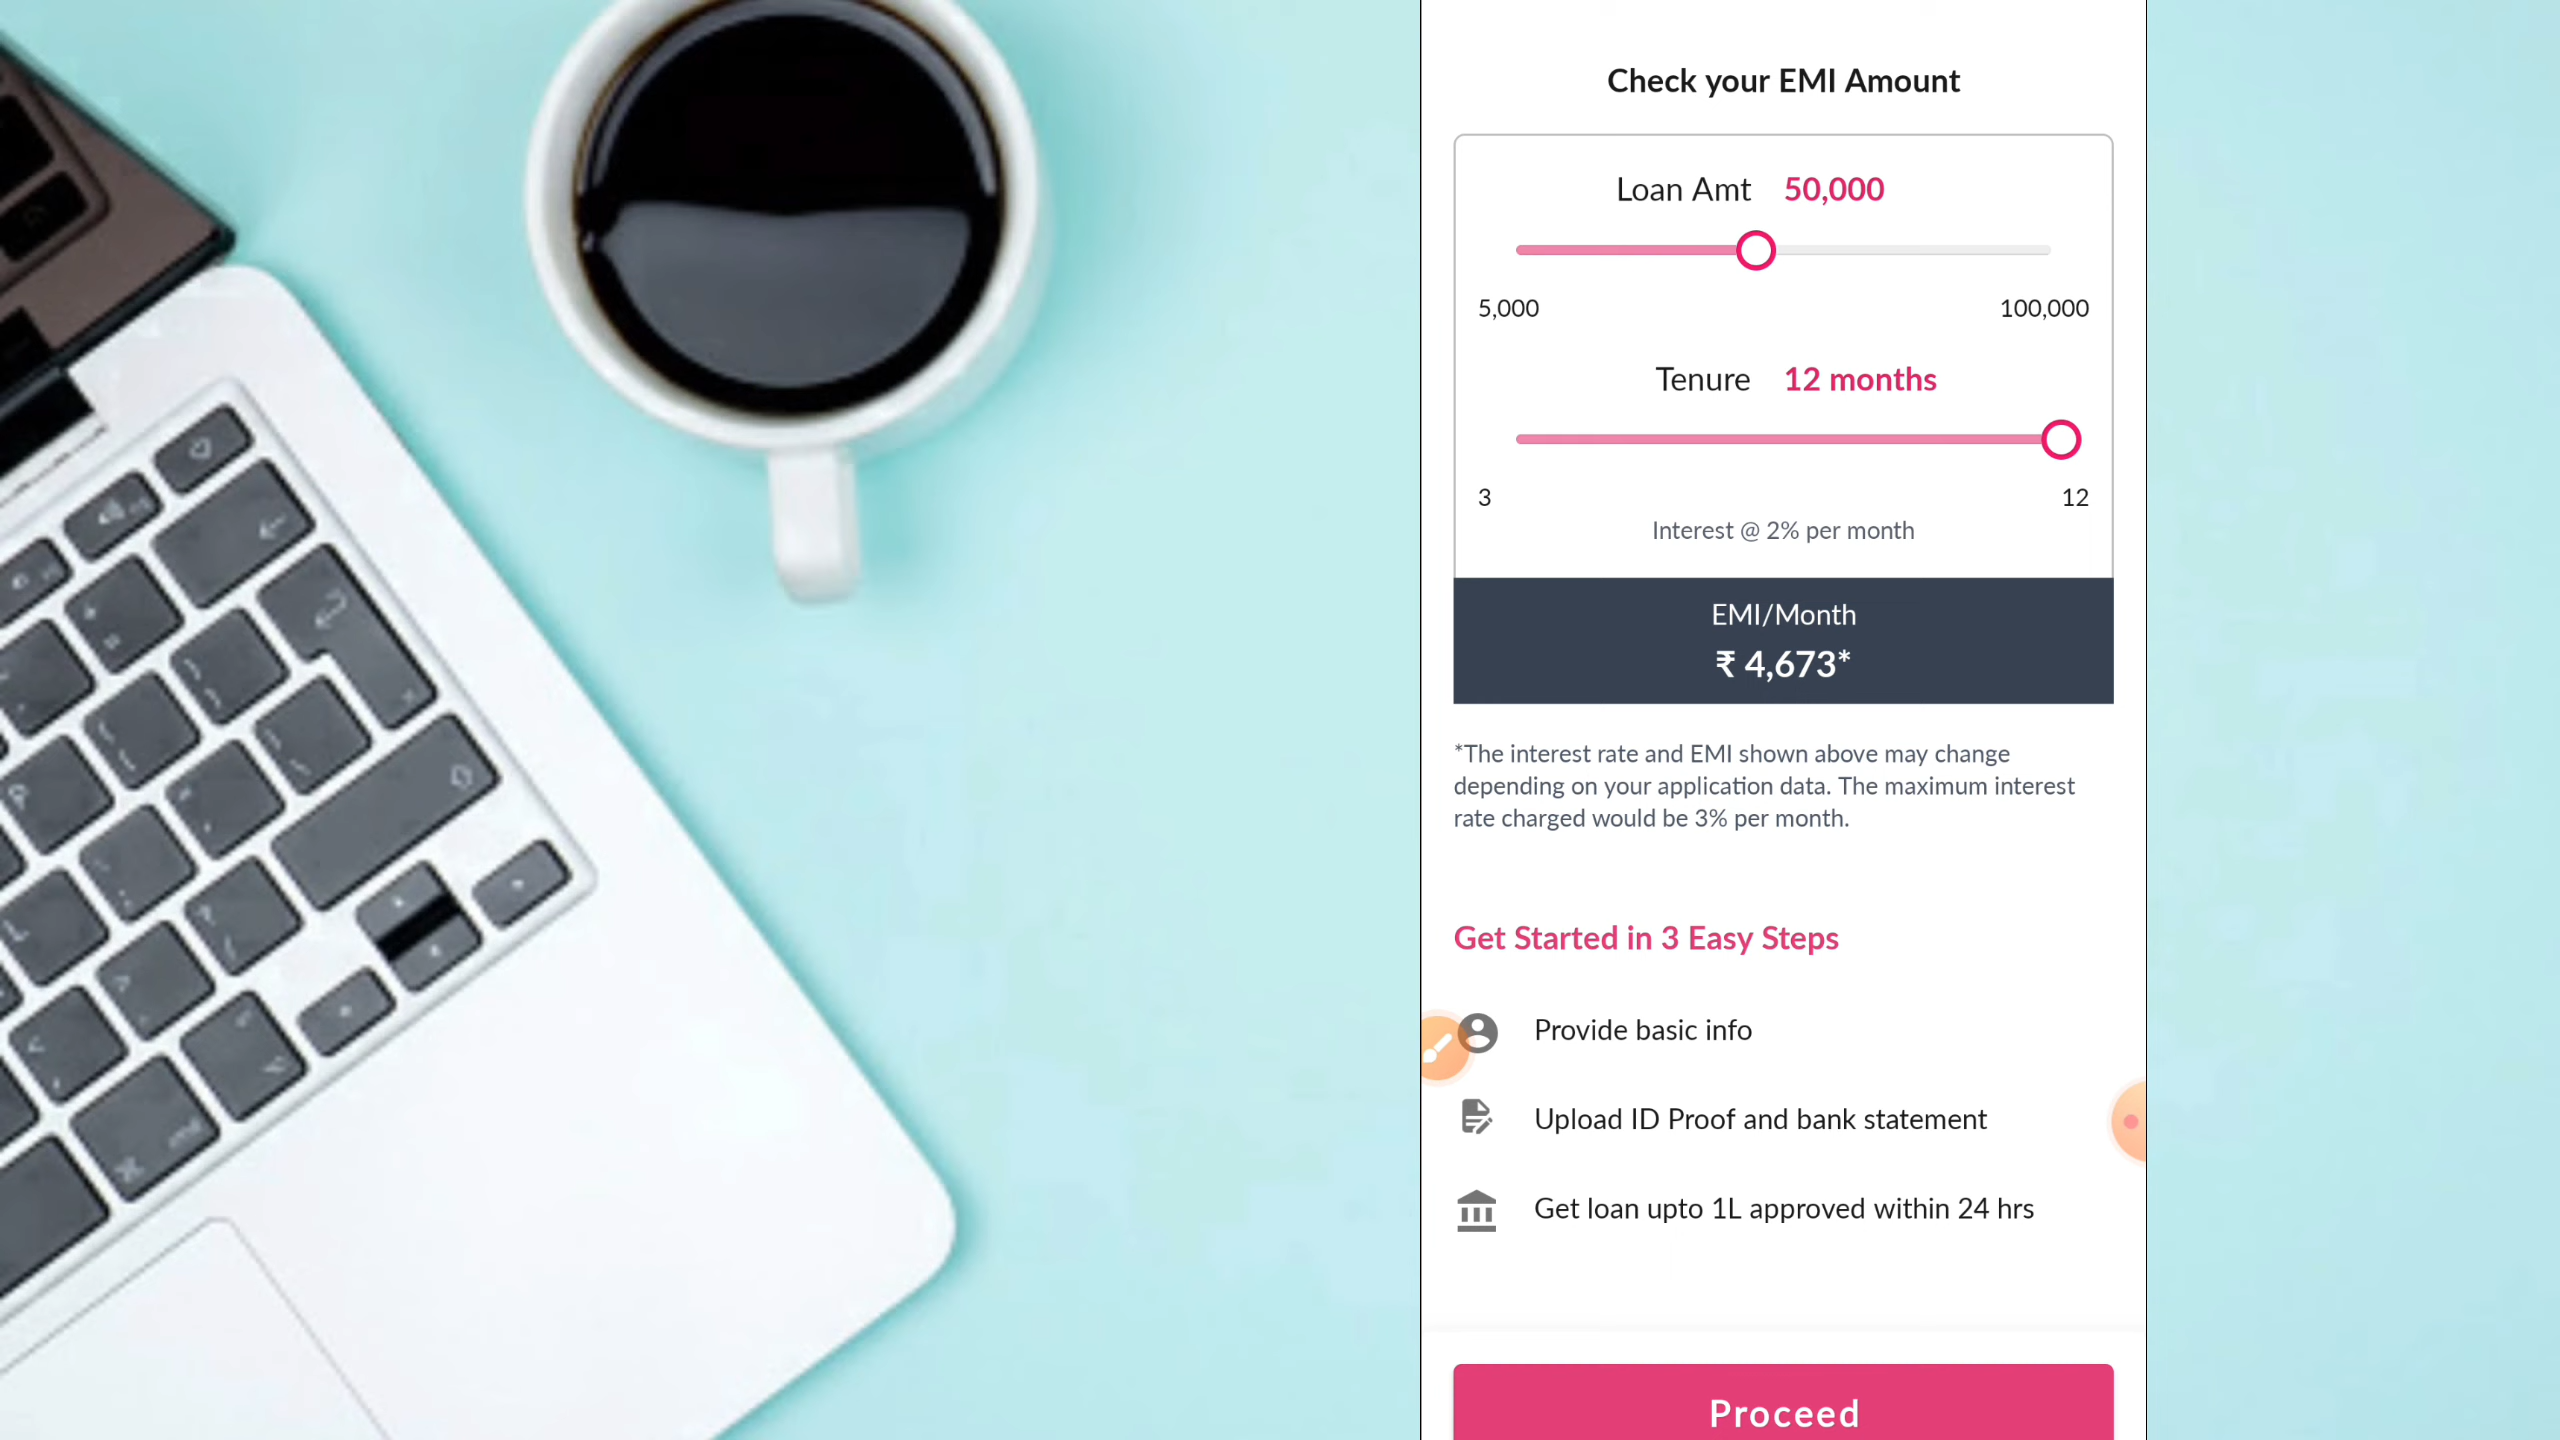 Check your EMI Amount
Loan Amt 50,000
5,000 100,000
Tenure 12 months
3 12
Interest @ 2% per month
EMI/Month
₹ 4,673*
*The interest rate and EMI shown above may change
depending on your application data. The maximum interest
rate charged would be 3% per month.
Get Started in 3 Easy Steps
Provide basic info
Upload ID Proof and bank statement
Get loan upto 1L approved within 24 hrs
Proceed